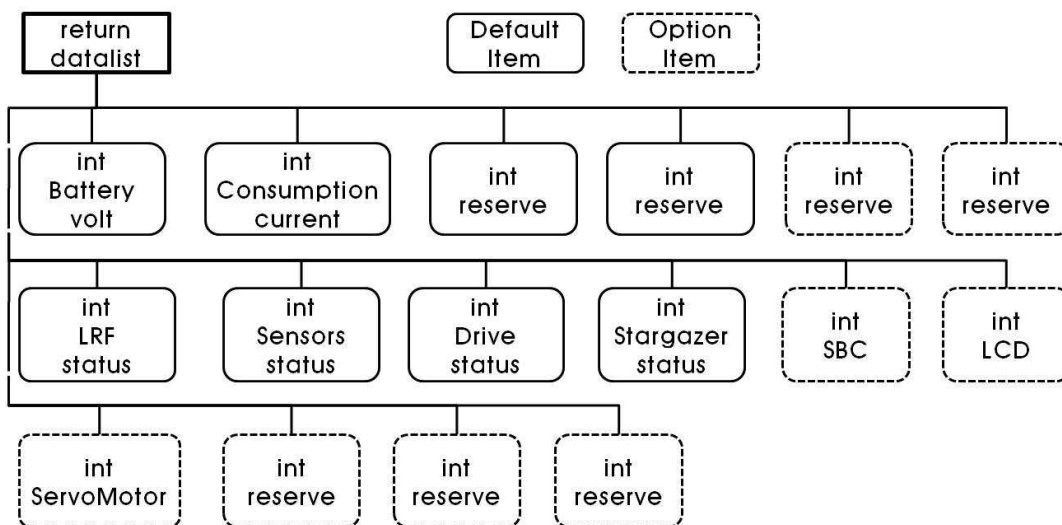 return
datalist
Default
Item
Option
Item
int
Battery
volt
int
Consumption
current
int
reserve
int
reserve
int
reserve
int
reserve
int
LRF
status
int
Sensors
status
int
Drive
status
int
Stargazer
status
int
SBC
int
LCD
int
ServoMotor
int
reserve
int
reserve
int
reserve